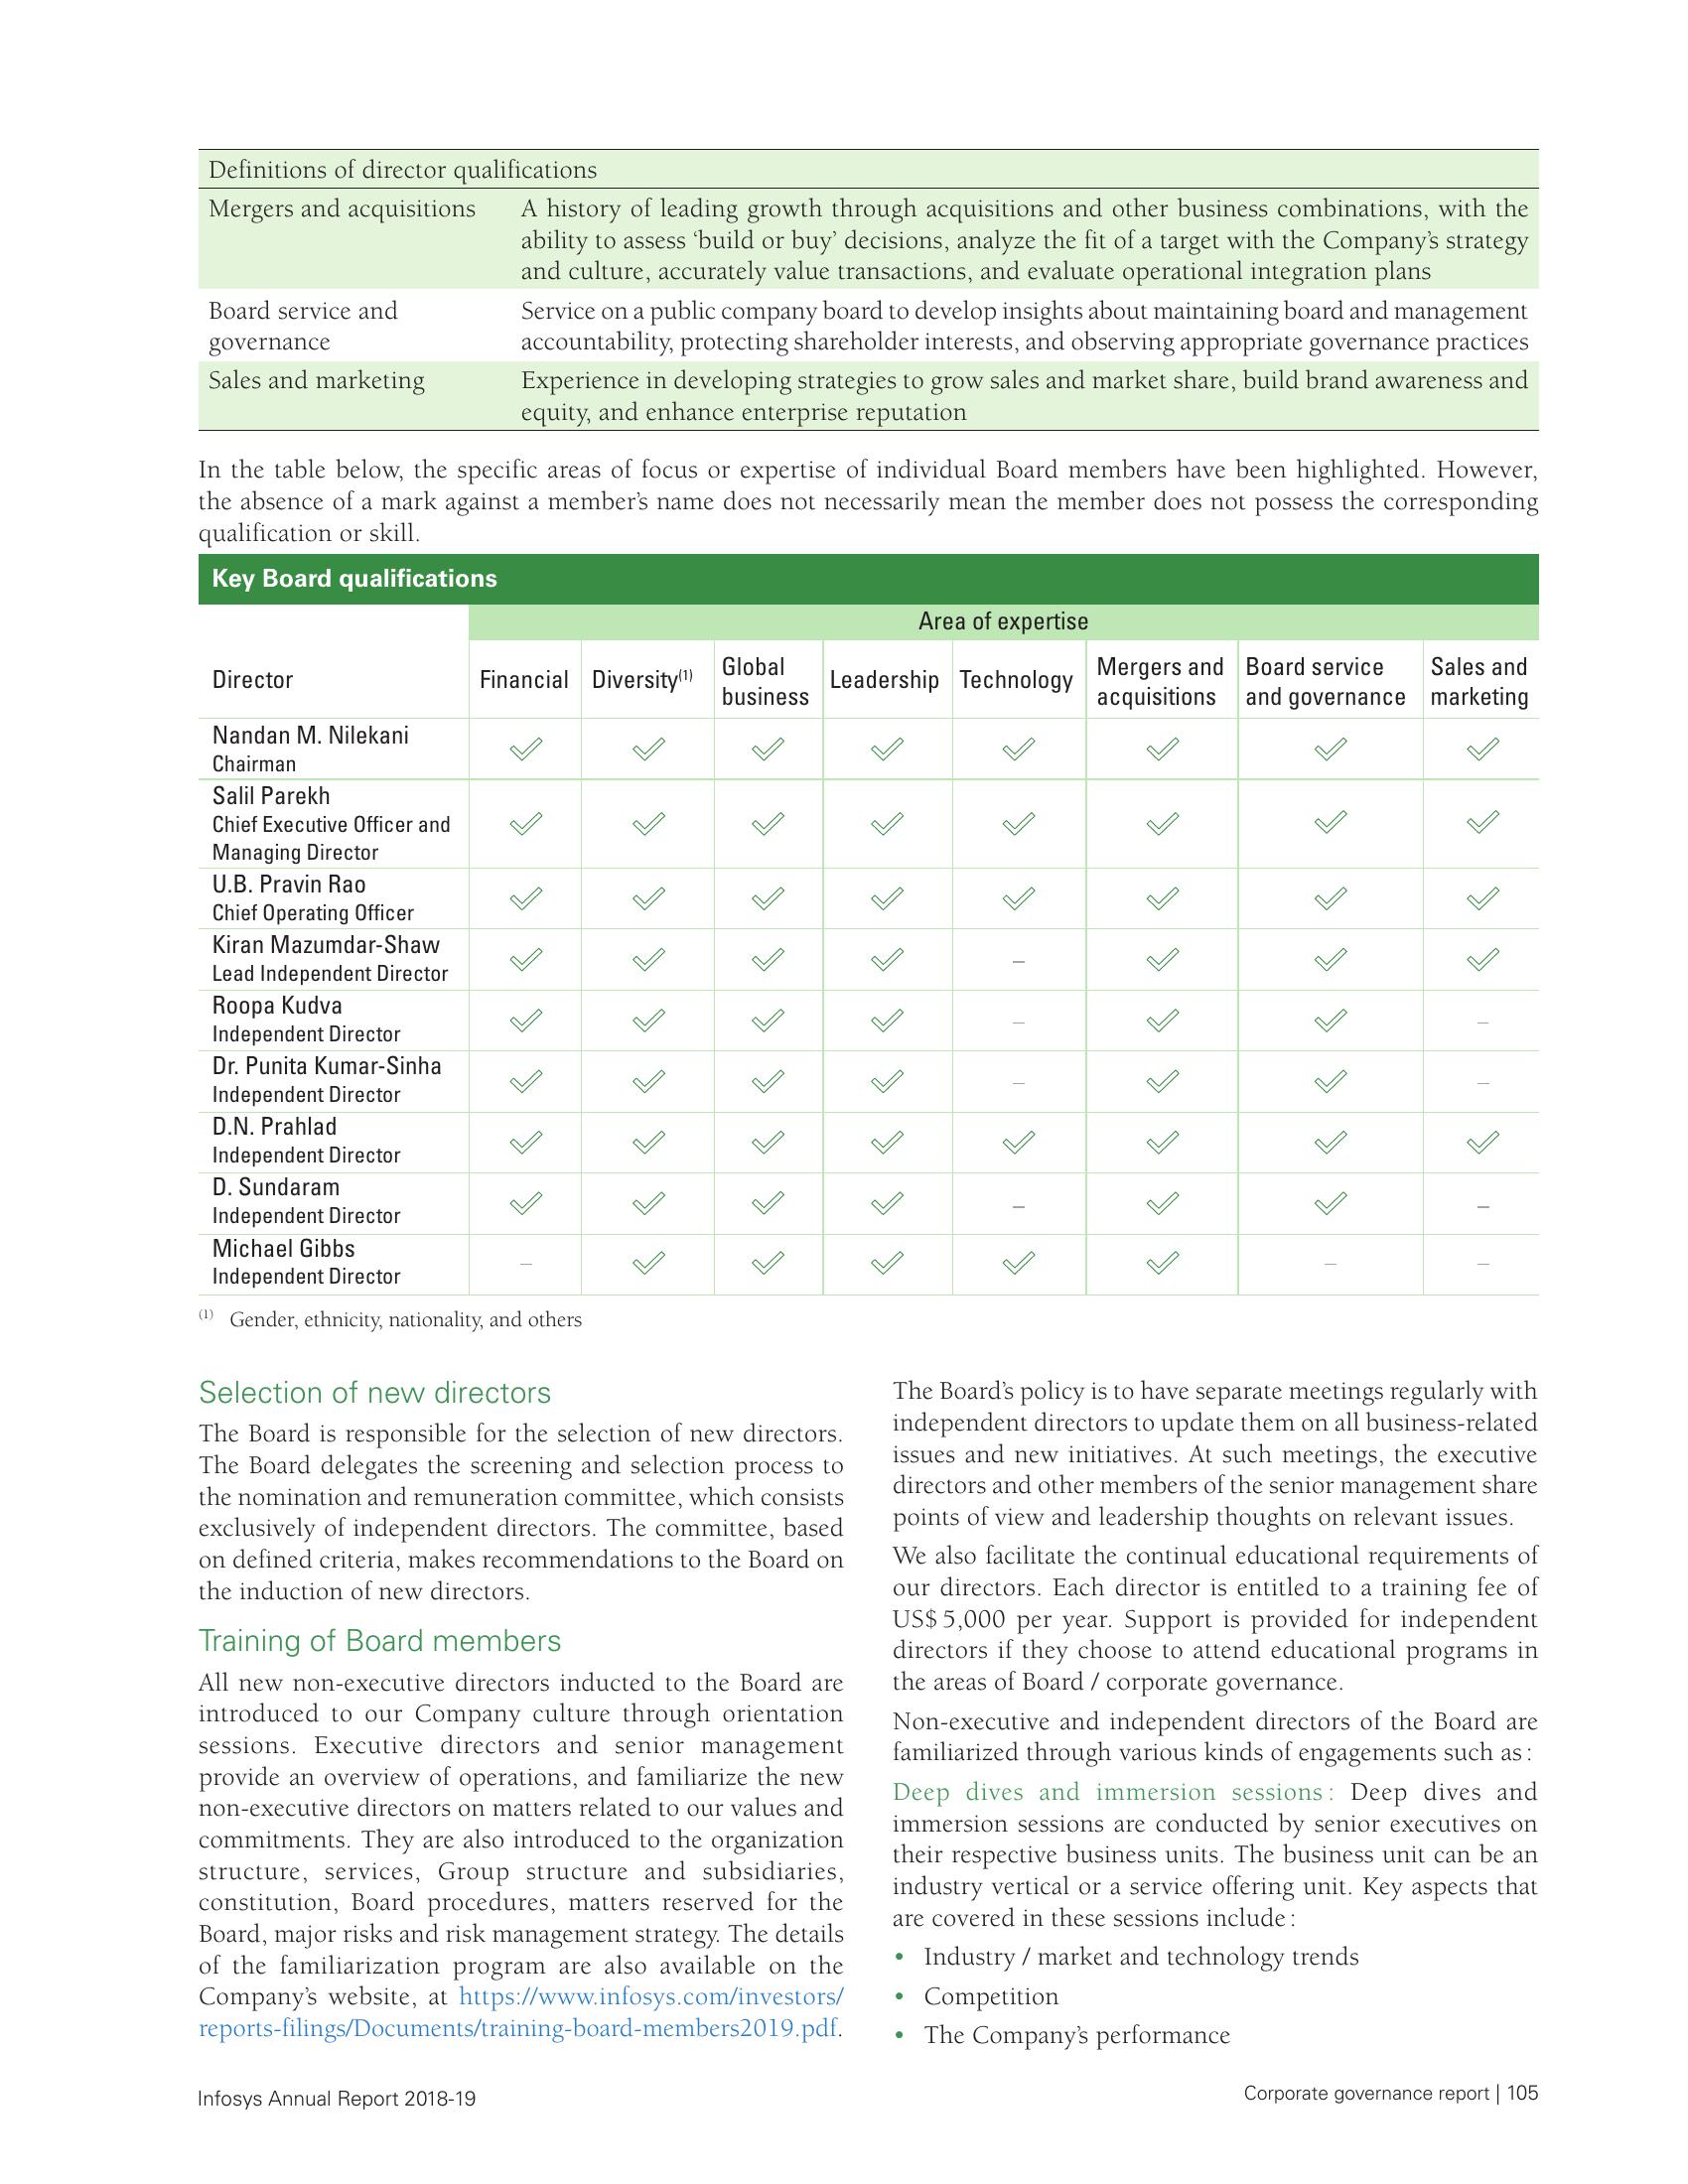 Definitions of director qualifications
Mergers and acquisitions A history of leading growth through acquisitions and other business combinations, with the
ability to assess ‘build or buy’ decisions, analyze the fit of a target with the Company’s strategy
and culture, accurately value transactions, and evaluate operational integration plans
Board service and governance Service on a public company board to develop insights about maintaining board and management
accountability, protecting shareholder interests, and observing appropriate governance practices
Sales and marketing Experience in developing strategies to grow sales and market share, build brand awareness and
equity, and enhance enterprise reputation
In the table below, the specific areas of focus or expertise of individual Board members have been highlighted. However,
the absence of a mark against a member’s name does not necessarily mean the member does not possess the corresponding
qualification or skill.
Key Board qualifications
Area of expertise
Director Financial Diversity(1) Global business Leadership Technology Mergers and acquisitions Board service and governance Sales and marketing
Nandan M. Nilekani ✓ ✓ ✓ ✓ ✓ ✓ ✓ ✓
Chairman
Salil Parekh ✓ ✓ ✓ ✓ ✓ ✓ ✓ ✓
Chief Executive Officer and
Managing Director
U.B. Pravin Rao ✓ ✓ ✓ ✓ ✓ ✓ ✓ ✓
Chief Operating Officer
Kiran Mazumdar-Shaw ✓ ✓ ✓ ✓ – ✓ ✓ ✓
Lead Independent Director
Roopa Kudva ✓ ✓ ✓ ✓ – ✓ ✓ –
Independent Director
Dr. Punita Kumar-Sinha ✓ ✓ ✓ ✓ – ✓ ✓ –
Independent Director
D.N. Prahlad ✓ ✓ ✓ ✓ ✓ ✓ ✓ ✓
Independent Director
D. Sundaram ✓ ✓ ✓ ✓ – ✓ ✓ –
Independent Director
Michael Gibbs – ✓ ✓ ✓ ✓ ✓ – –
Independent Director
(1) Gender, ethnicity, nationality, and others
Selection of new directors
The Board is responsible for the selection of new directors.
The Board delegates the screening and selection process to
the nomination and remuneration committee, which consists
exclusively of independent directors. The committee, based
on defined criteria, makes recommendations to the Board on
the induction of new directors.
Training of Board members
All new non-executive directors inducted to the Board are
introduced to our Company culture through orientation
sessions. Executive directors and senior management
provide an overview of operations, and familiarize the new
non-executive directors on matters related to our values and
commitments. They are also introduced to the organization
structure, services, Group structure and subsidiaries,
constitution, Board procedures, matters reserved for the
Board, major risks and risk management strategy. The details
of the familiarization program are also available on the
Company’s website, at https://www.infosys.com/investors/
reports-filings/Documents/training-board-members2019.pdf.
The Board’s policy is to have separate meetings regularly with
independent directors to update them on all business-related
issues and new initiatives. At such meetings, the executive
directors and other members of the senior management share
points of view and leadership thoughts on relevant issues.
We also facilitate the continual educational requirements of
our directors. Each director is entitled to a training fee of
US$ 5,000 per year. Support is provided for independent
directors if they choose to attend educational programs in
the areas of Board / corporate governance.
Non-executive and independent directors of the Board are
familiarized through various kinds of engagements such as :
Deep dives and immersion sessions : Deep dives and
immersion sessions are conducted by senior executives on
their respective business units. The business unit can be an
industry vertical or a service offering unit. Key aspects that
are covered in these sessions include :
• Industry / market and technology trends
• Competition
• The Company’s performance
Infosys Annual Report 2018-19
Corporate governance report | 105